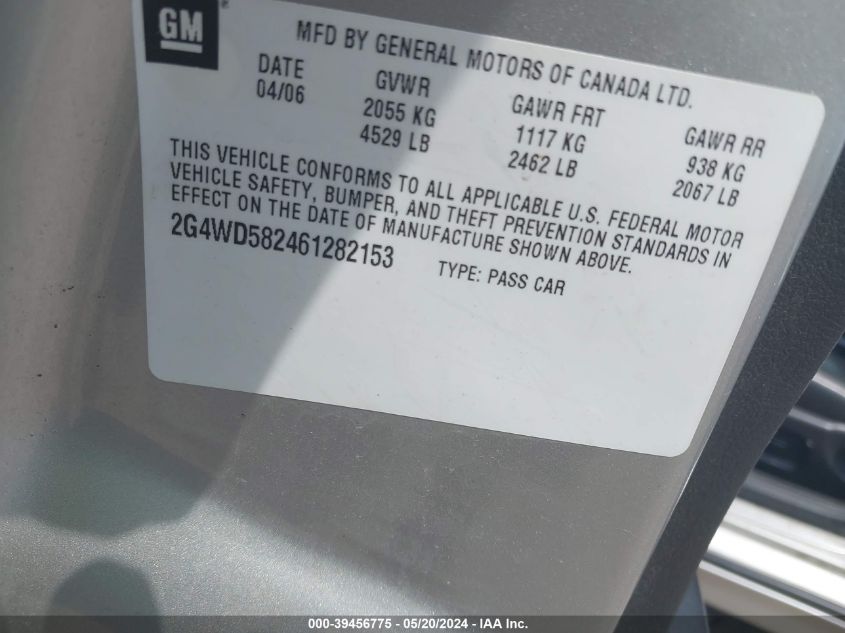 GM
MFD BY GENERAL MOTORS OF CANADA LTD.
DATE GVWR GAWR FRT GAWR RR
04/06 2055 KG 1117 KG 938 KG
4529 LB 2462 LB 2067 LB
THIS VEHICLE CONFORMS TO ALL APPLICABLE U.S. FEDERAL MOTOR
VEHICLE SAFETY, BUMPER, AND THEFT PREVENTION STANDARDS IN
EFFECT ON THE DATE OF MANUFACTURE SHOWN ABOVE.
2G4WD582461282153 TYPE: PASS CAR
000-39456775 - 05/20/2024 - IAA Inc.